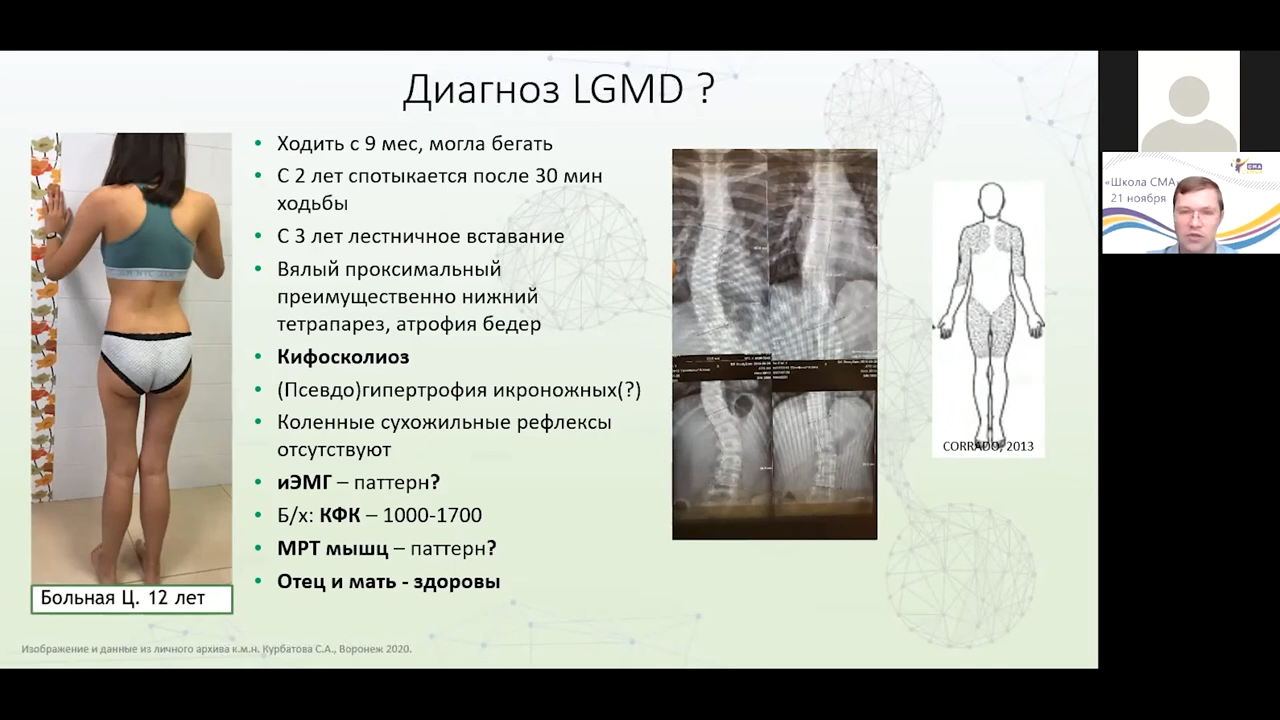 Диагноз LGMD ?
• Ходить с 9 мес, могла бегать
• С 2 лет спотыкается после 30 мин
ходьбы
• С 3 лет лестничное вставание
• Вялый проксимальный
преимущественно нижний
тетрапарез, атрофия бедер
• Кифосколиоз
• (Псевдо)гипертрофия икроножных(?)
• Коленные сухожильные рефлексы
отсутствуют
• иЭМГ – паттерн?
• Б/х: КФК – 1000-1700
• МРТ мышц – паттерн?
• Отец и мать - здоровы
Больная Ц. 12 лет
CORRADO, 2013
Изображение и данные из личного архива к.м.н. Курбатова С.А., Воронеж 2020.
СМА
«Школа СМА
21 ноября